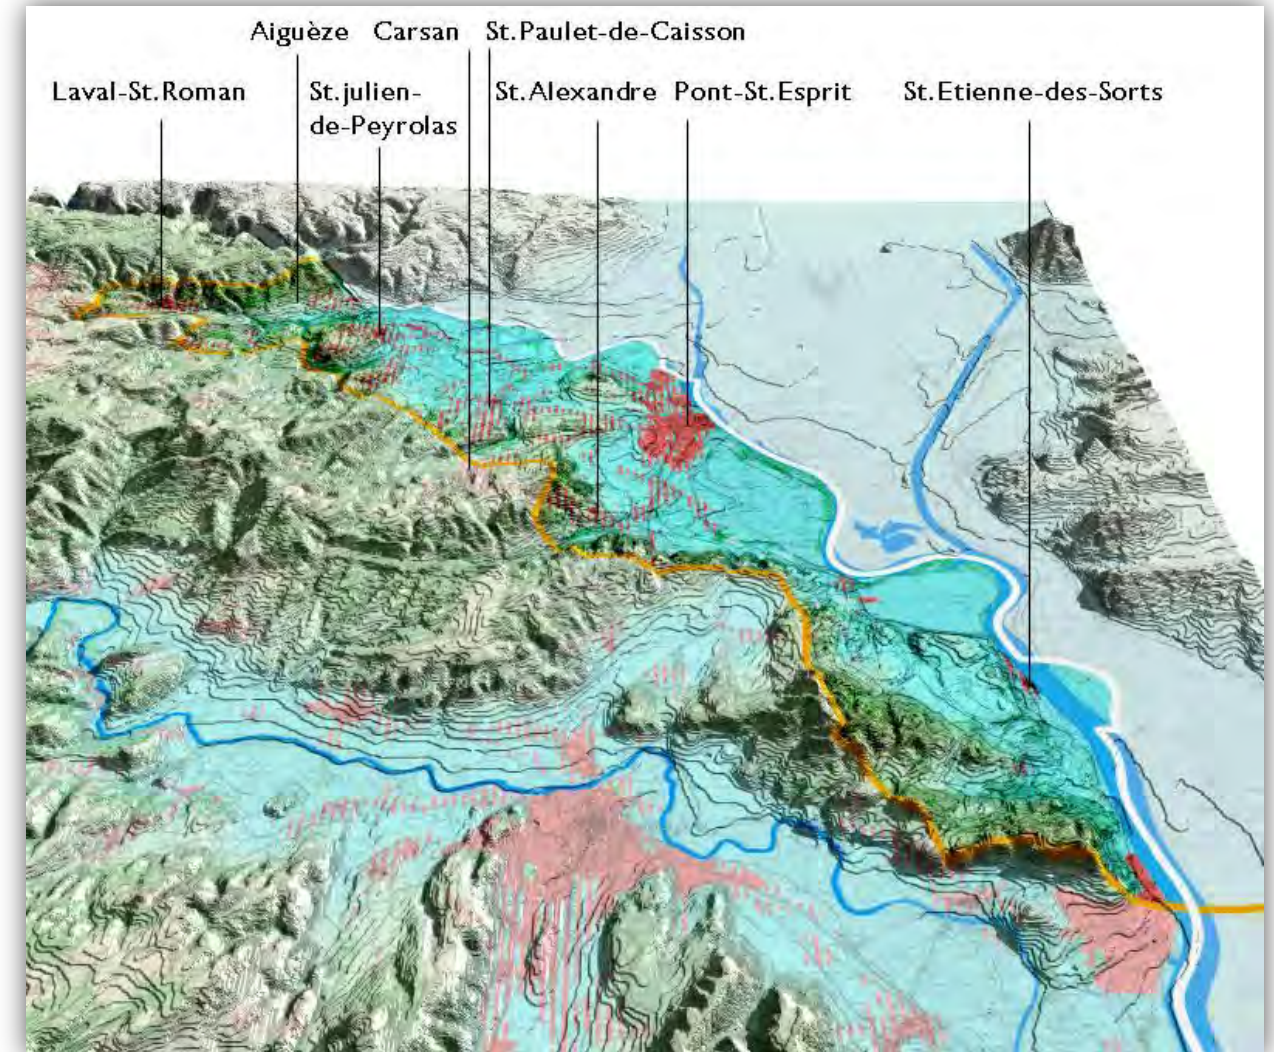 Aiguèze Carsan St.Paulet-de-Caisson
Laval-St.Roman St.julien- St.Alexandre Pont-St.Esprit St.Etienne-des-Sorts
de-Peyrolas